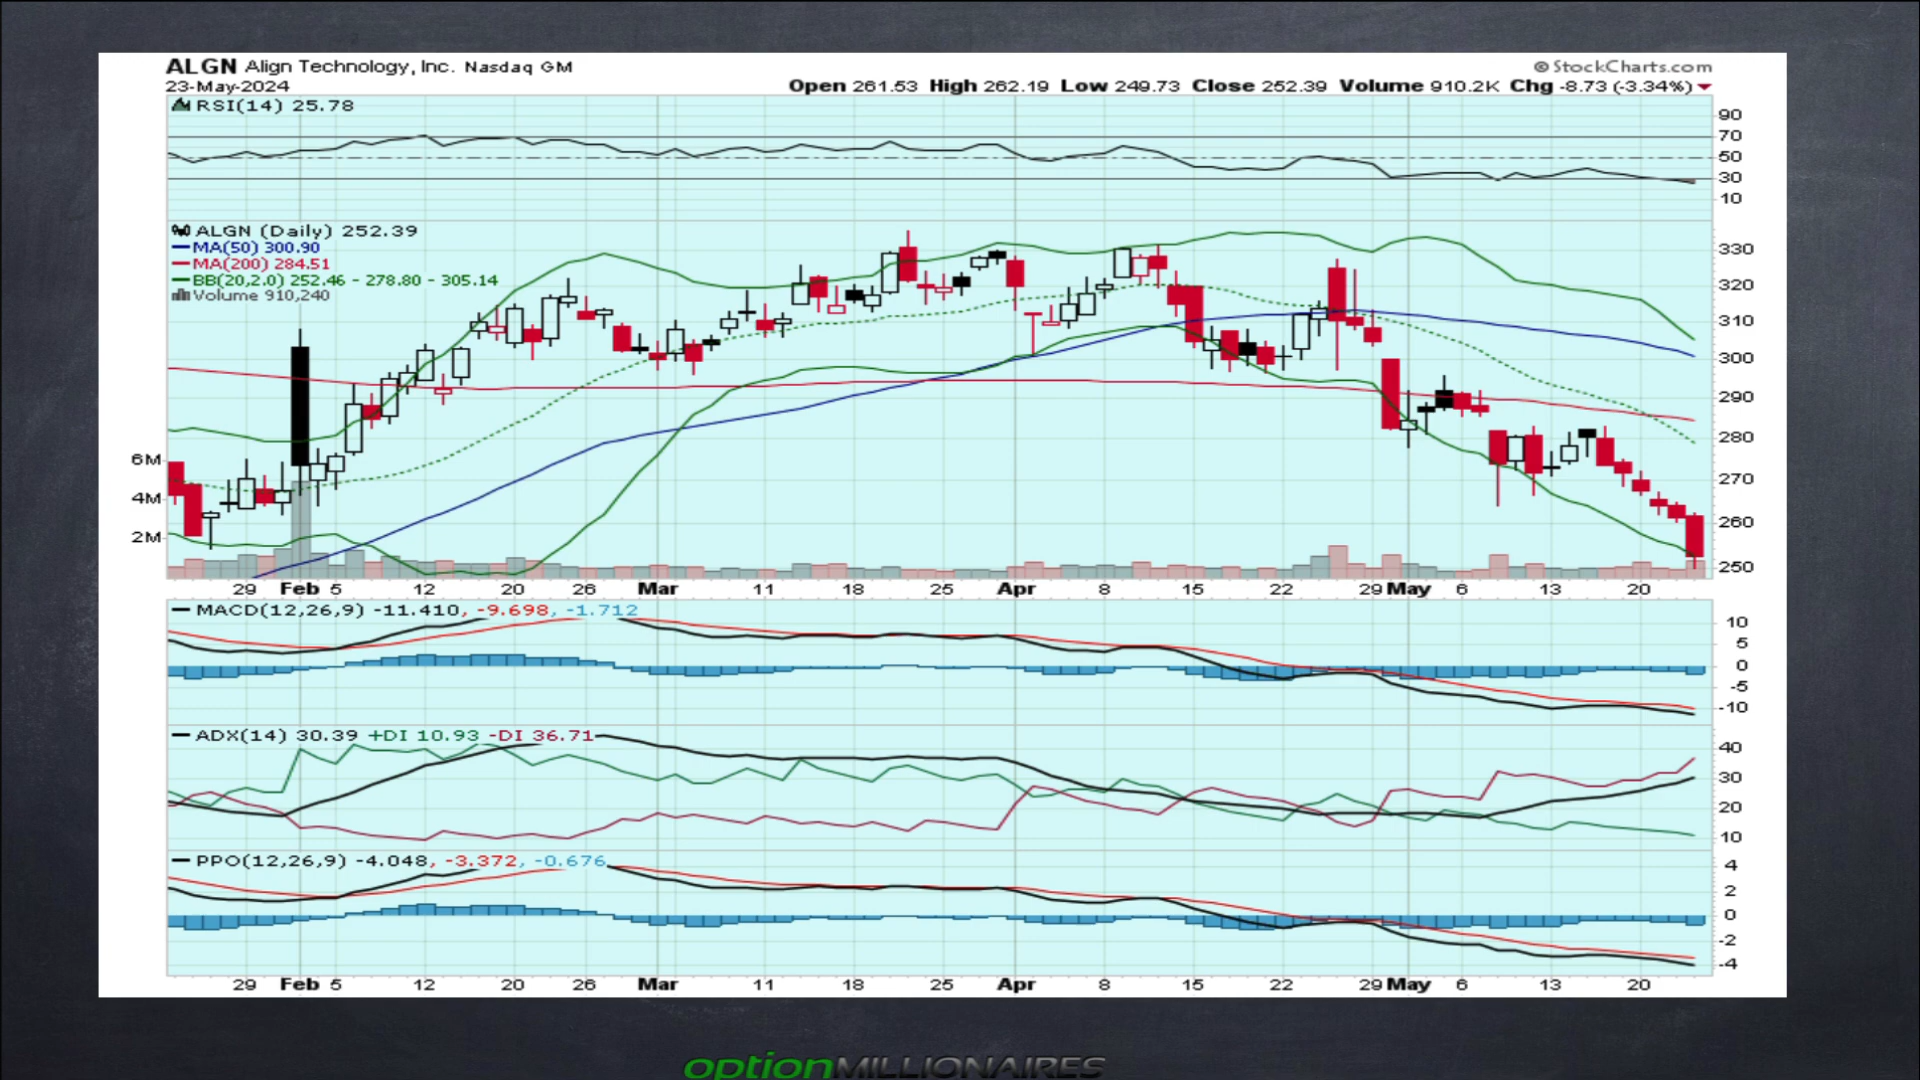 ALGN Align Technology, Inc. Nasdaq GM © StockCharts.com
23-May-2024 Open 261.53 High 262.19 Low 249.73 Close 252.39 Volume 910.2K Chg -8.73 (-3.34%)
RSI(14) 25.78
90
70
50
30
10
ALGN (Daily) 252.39
MA(50) 300.90
MA(200) 284.51
BB(20,2.0) 252.46 - 278.80 - 305.14
Volume 910,240
330
320
310
300
290
280
270
260
250
6M
4M
2M
29 Feb 5 12 20 26 Mar 11 18 25 Apr 8 15 22 29 May 6 13 20
MACD(12,26,9) -11.410, -9.698, -1.712
10
5
0
-5
-10
ADX(14) 30.39 +DI 10.93 -DI 36.71
40
30
20
10
PPO(12,26,9) -4.048, -3.372, -0.676
4
2
0
-2
-4
29 Feb 5 12 20 26 Mar 11 18 25 Apr 8 15 22 29 May 6 13 20
optionMILLIONAIRES